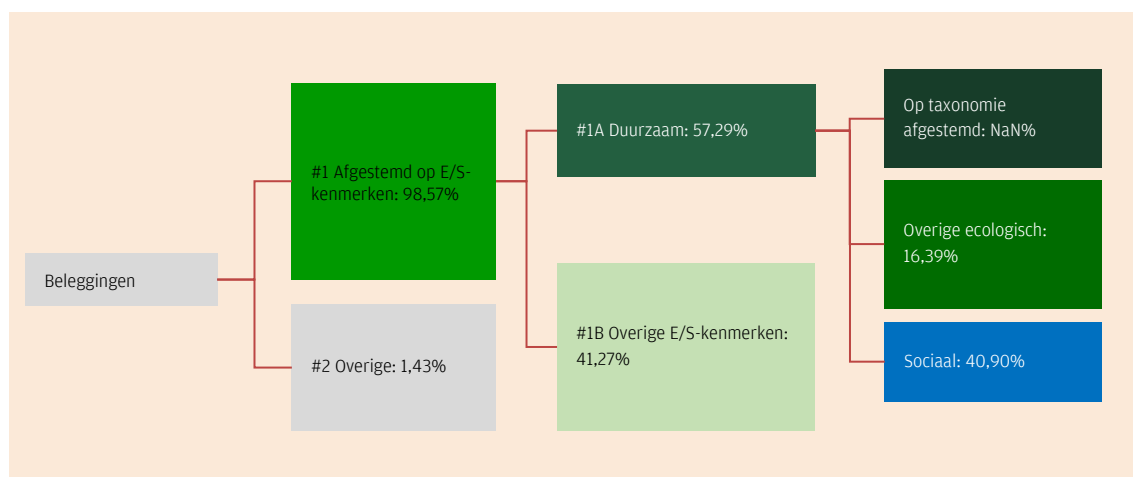 Beleggingen
#1 Afgestemd op E/S-
kenmerken: 98,57%
#2 Overige: 1,43%
#1A Duurzaam: 57,29%
#1B Overige E/S-kenmerken:
41,27%
Op taxonomie
afgestemd: NaN%
Overige ecologisch:
16,39%
Sociaal: 40,90%